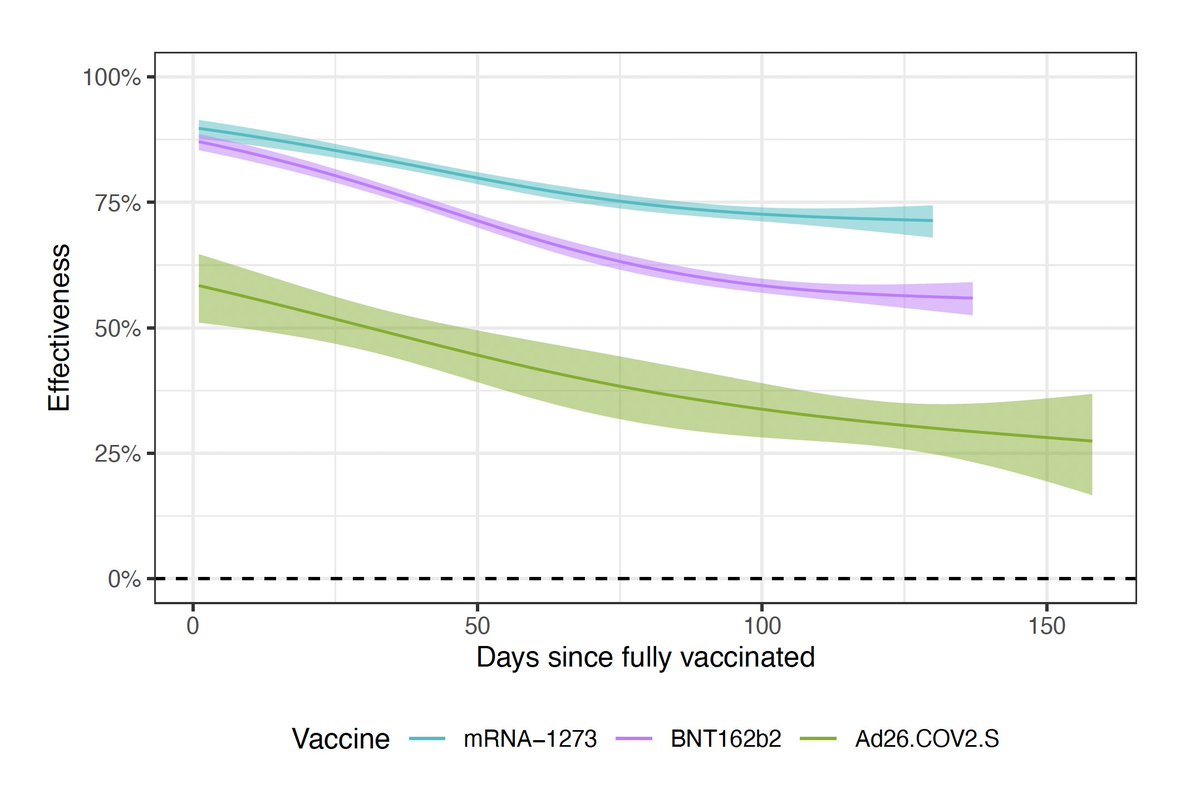 100%
75%
50%
25%
0%
Effectiveness
0 50 100 150
Days since fully vaccinated
Vaccine mRNA−1273 BNT162b2 Ad26.COV2.S